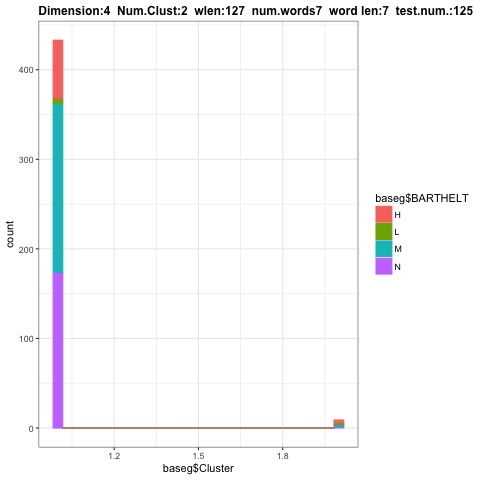 Dimension:4 Num.Clust:2 wlen:127 num.words7 word len:7 test.num.:125
400
300
200
100
0
count
1.2 1.5 1.8
baseg$Cluster
baseg$BARTHELT
H
L
M
N